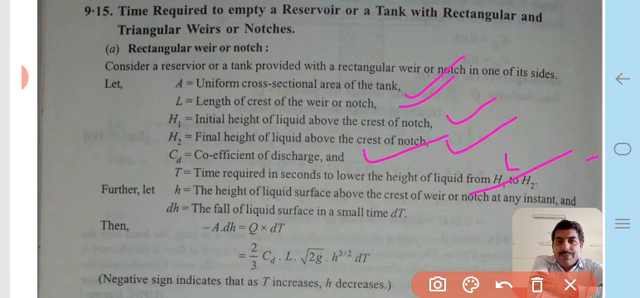 9·15. Time Required to empty a Reservoir or a Tank with Rectangular and
Triangular Weirs or Notches.
(a) Rectangular weir or notch :
Consider a reservior or a tank provided with a rectangular weir or notch in one of its sides.
Let, A = Uniform cross-sectional area of the tank,
L = Length of crest of the weir or notch,
H₁ = Initial height of liquid above the crest of notch,
H₂ = Final height of liquid above the crest of notch,
C_d = Co-efficient of discharge, and
T = Time required in seconds to lower the height of liquid from H₁ to H₂.
Further, let h = The height of liquid surface above the crest of weir or notch at any instant, and
dh = The fall of liquid surface in a small time dT.
Then, – A.dh = Q × dT
= 2/3 C_d . L. √2g . h^3/2 dT
(Negative sign indicates that as T increases, h decreases.)